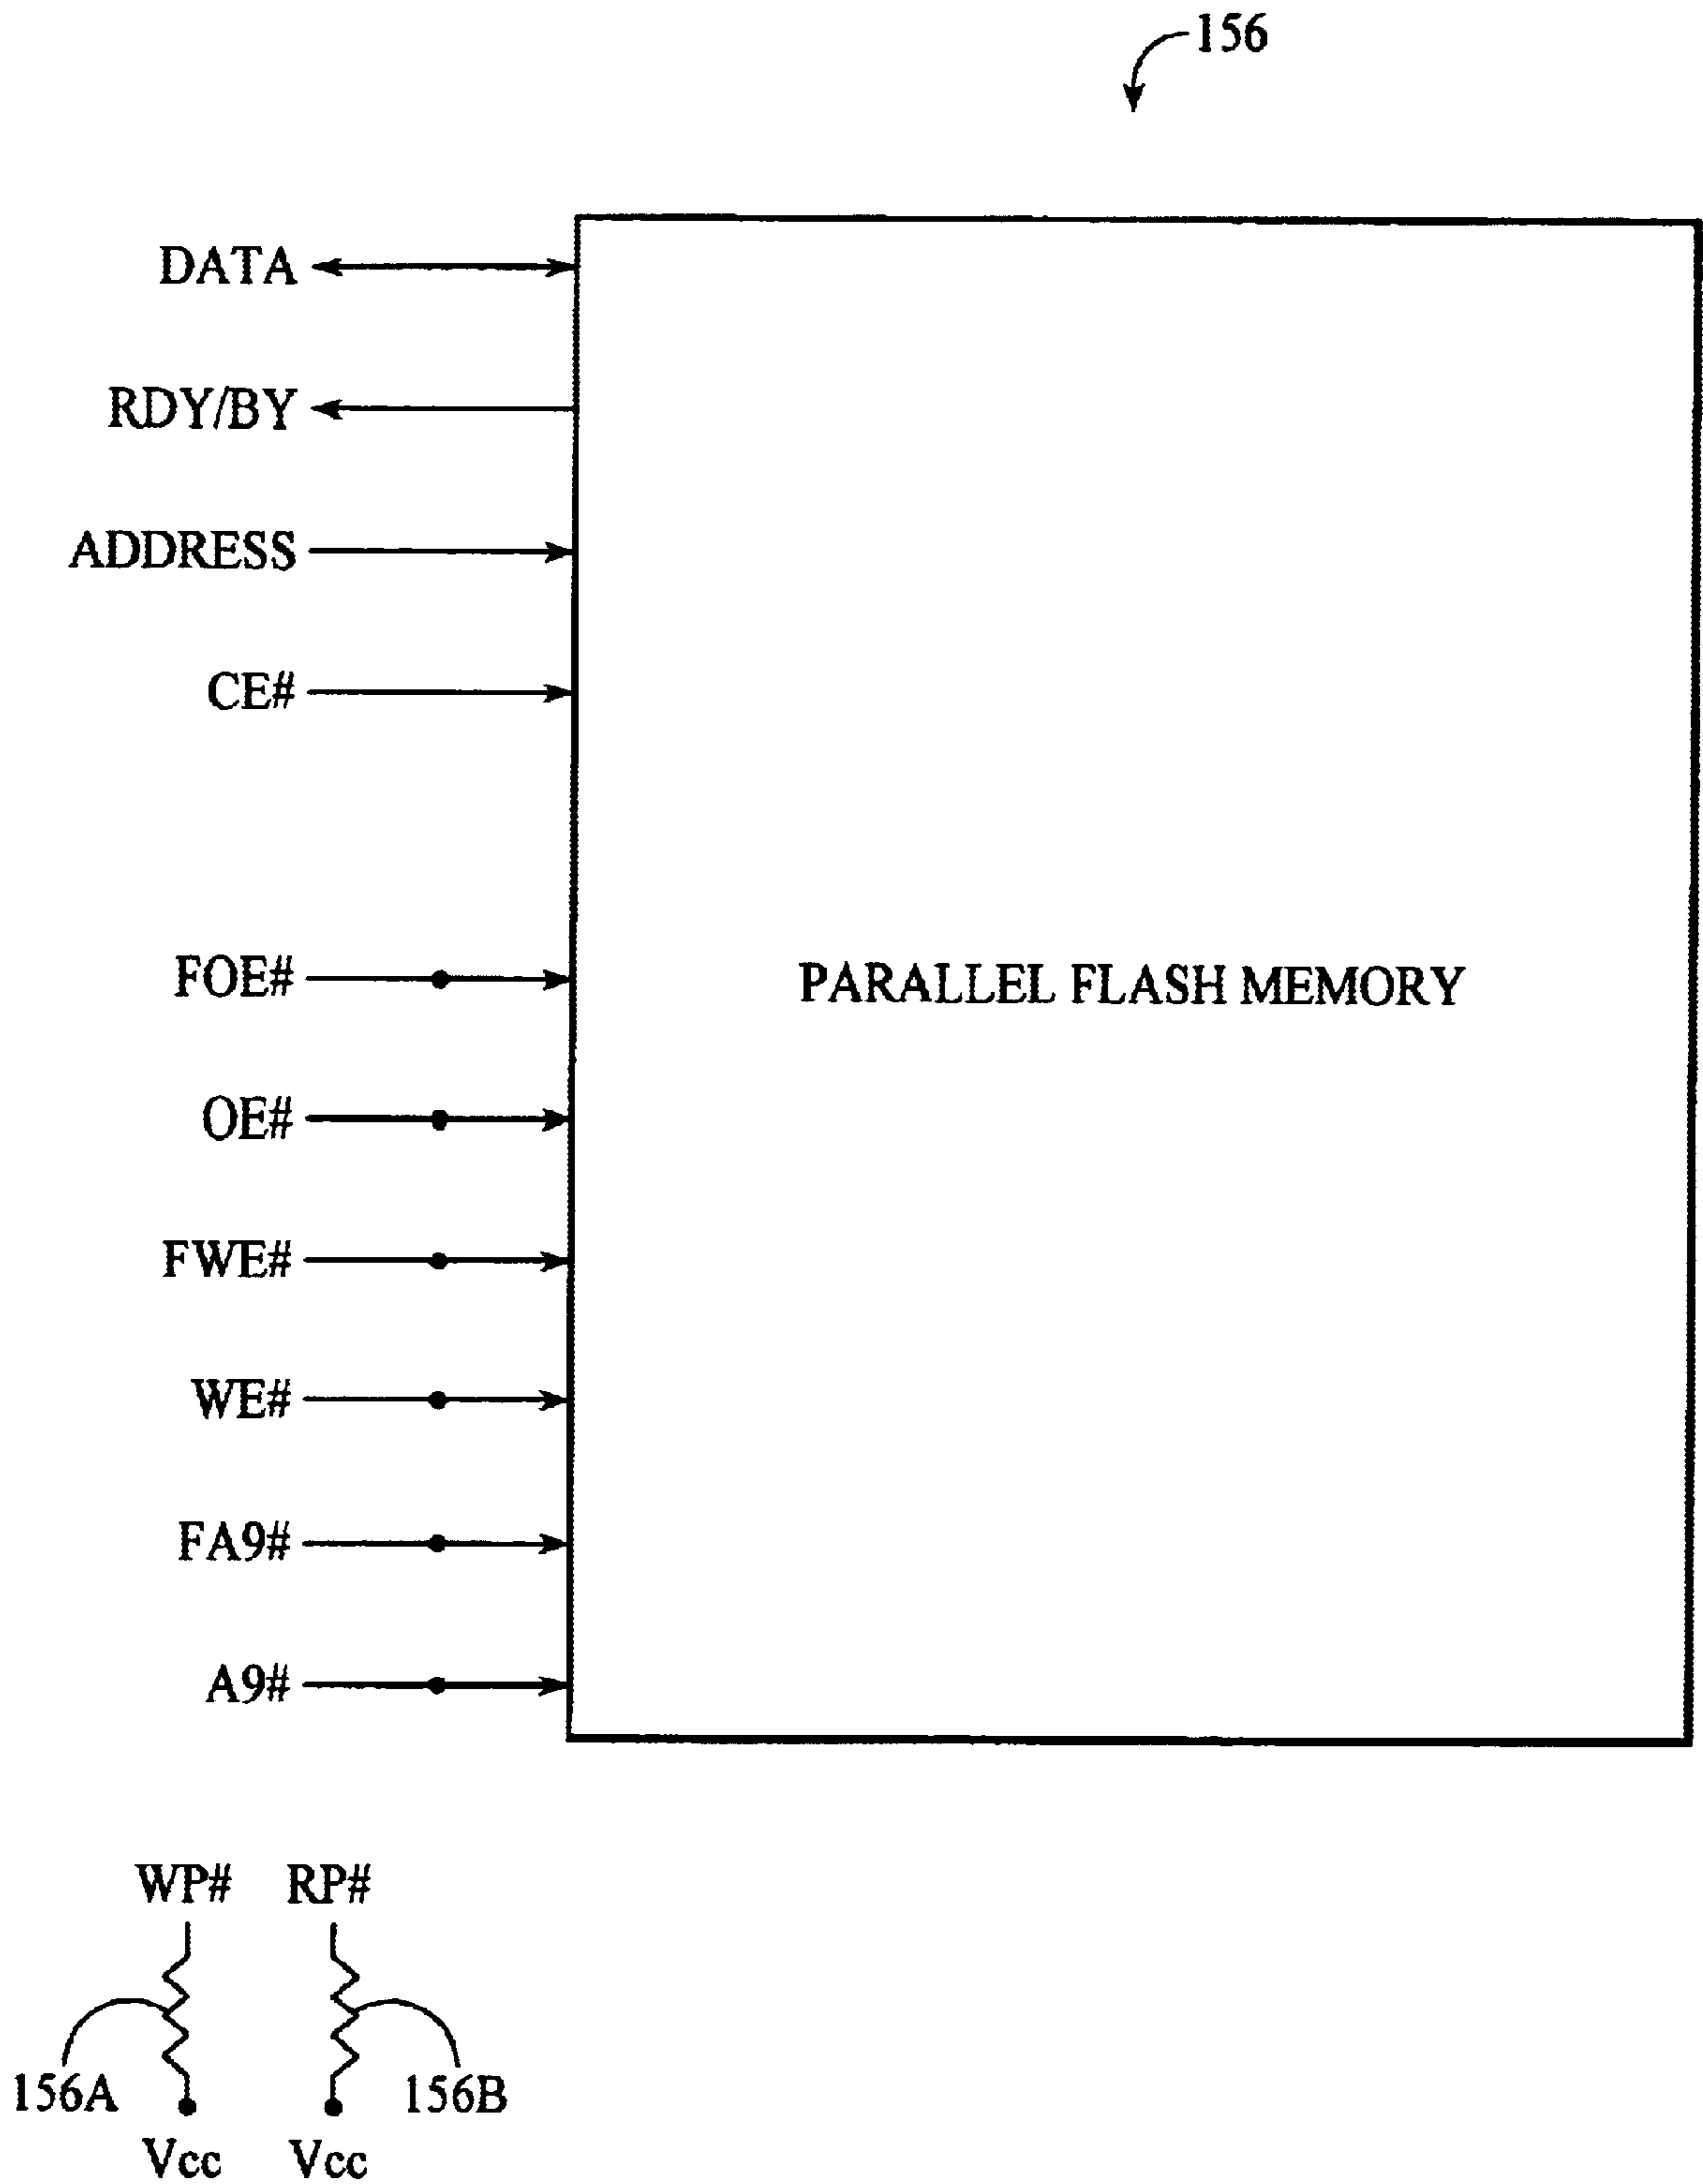 156
DATA
RDY/BY
ADDRESS
CE#
FOE#
PARALLEL FLASH MEMORY
OE#
FWE#
WE#
FA9#
A9#
WP# RP#
156A 156B
Vcc Vcc